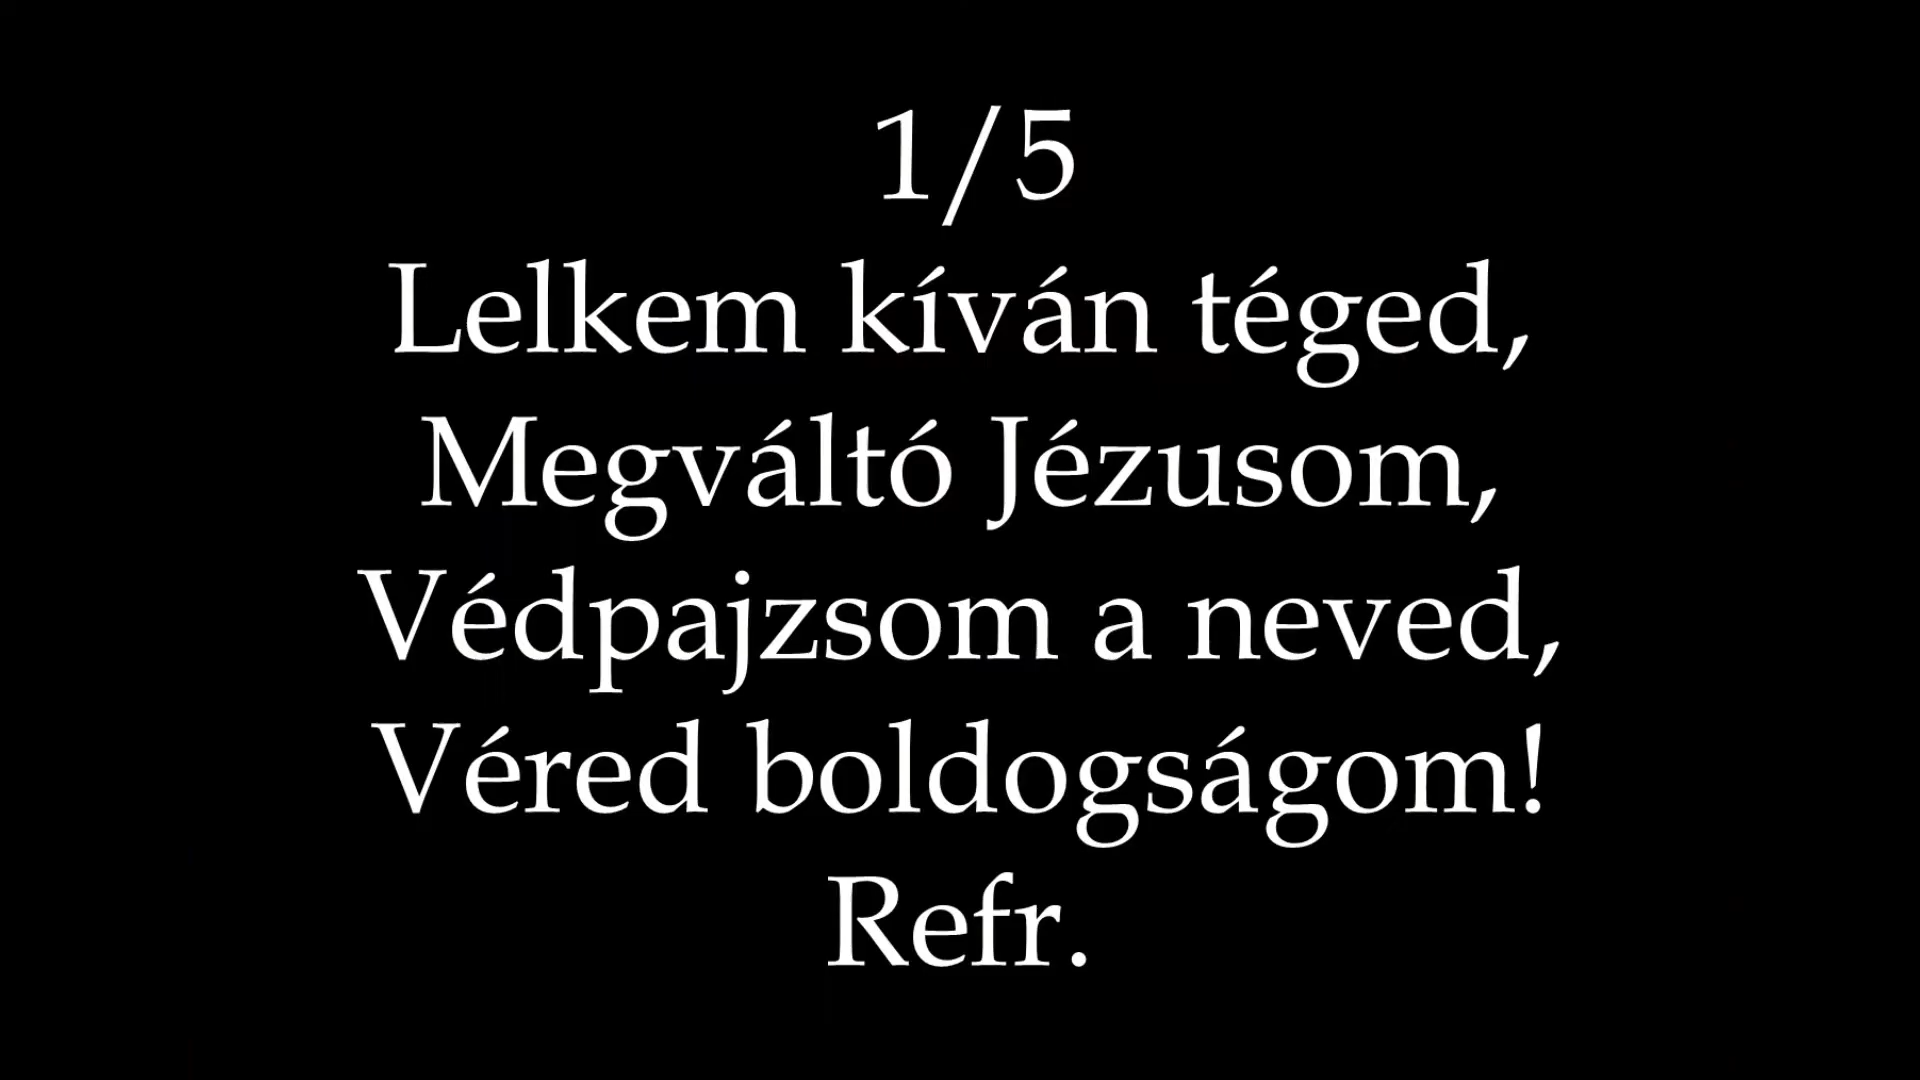 1/5
Lelkem kíván téged,
Megváltó Jézusom,
Védpajzsom a neved,
Véred boldogságom!
Refr.